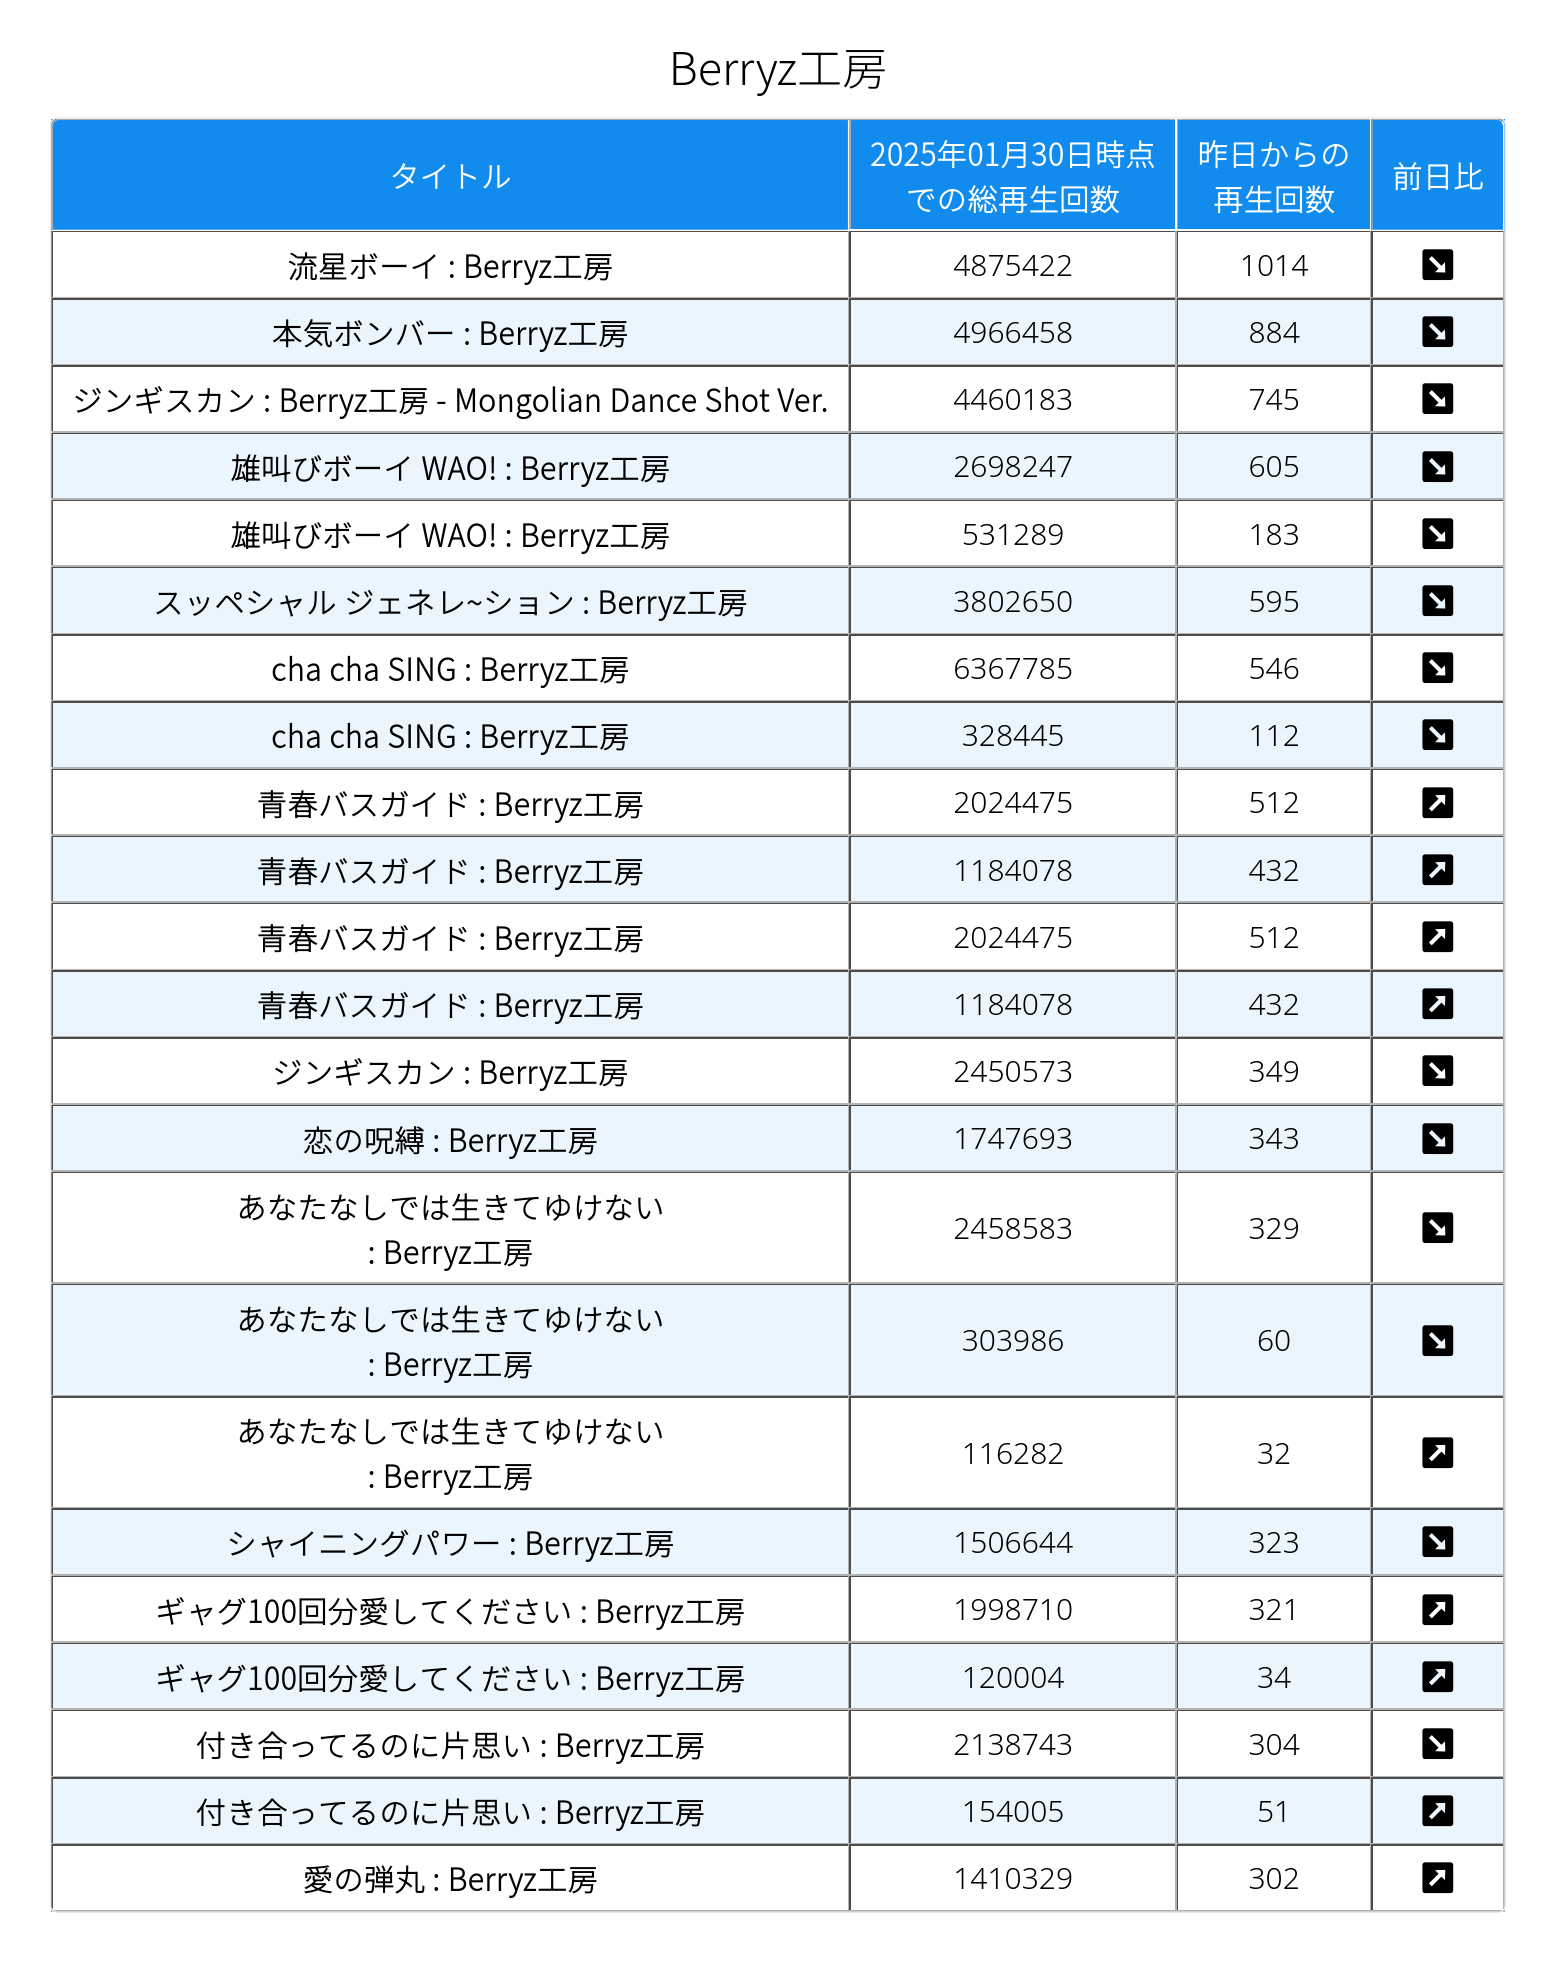 Berryz工房
タイトル
2025年01月30日時点
での総再生回数
昨日からの
再生回数
前日比
流星ボーイ : Berryz工房 4875422 1014
本気ボンバー : Berryz工房 4966458 884
ジンギスカン : Berryz工房 - Mongolian Dance Shot Ver. 4460183 745
雄叫びボーイ WAO! : Berryz工房 2698247 605
雄叫びボーイ WAO! : Berryz工房 531289 183
スッペシャル ジェネレ~ション : Berryz工房 3802650 595
cha cha SING : Berryz工房 6367785 546
cha cha SING : Berryz工房 328445 112
青春バスガイド : Berryz工房 2024475 512
青春バスガイド : Berryz工房 1184078 432
青春バスガイド : Berryz工房 2024475 512
青春バスガイド : Berryz工房 1184078 432
ジンギスカン : Berryz工房 2450573 349
恋の呪縛 : Berryz工房 1747693 343
あなたなしでは生きてゆけない
: Berryz工房 2458583 329
あなたなしでは生きてゆけない
: Berryz工房 303986 60
あなたなしでは生きてゆけない
: Berryz工房 116282 32
シャイニングパワー : Berryz工房 1506644 323
ギャグ100回分愛してください : Berryz工房 1998710 321
ギャグ100回分愛してください : Berryz工房 120004 34
付き合ってるのに片思い : Berryz工房 2138743 304
付き合ってるのに片思い : Berryz工房 154005 51
愛の弾丸 : Berryz工房 1410329 302